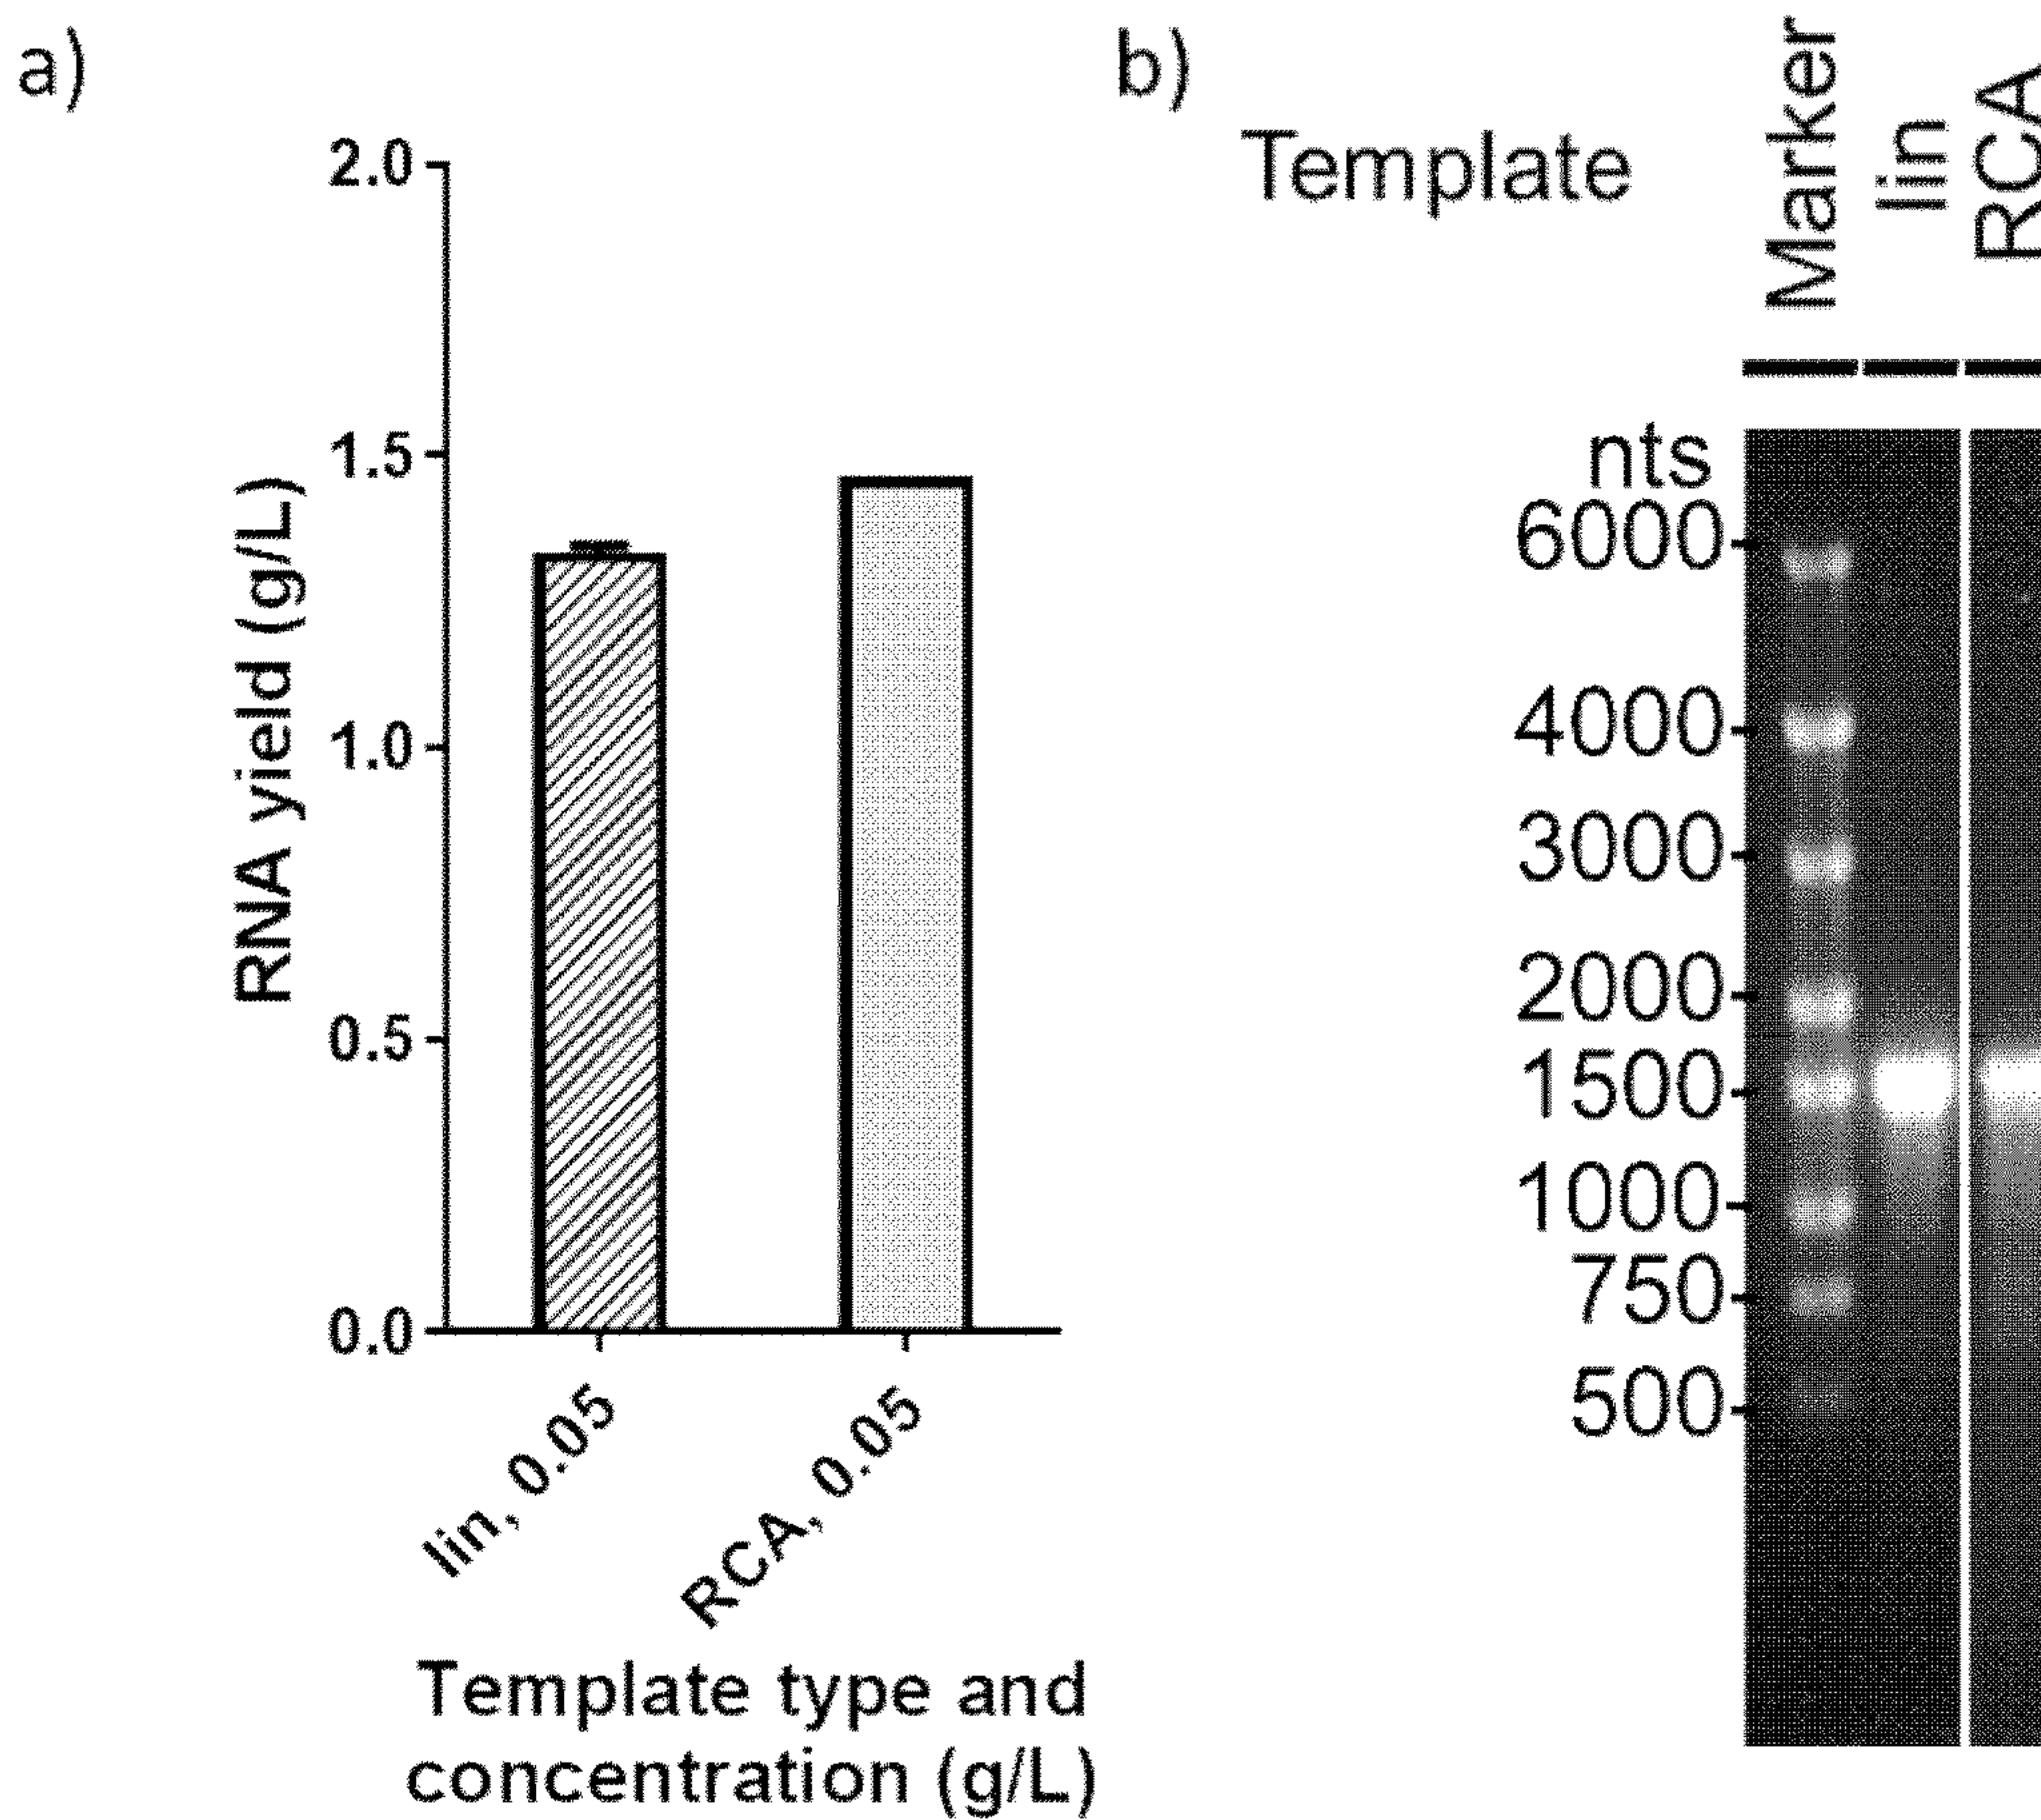 a)
2.0
1.5
1.0
0.5
0.0
RNA yield (g/L)
lin, 0.05
RCA, 0.05
Template type and
concentration (g/L)
b)
Template
Marker
lin
RCA
nts
6000
4000
3000
2000
1500
1000
750
500